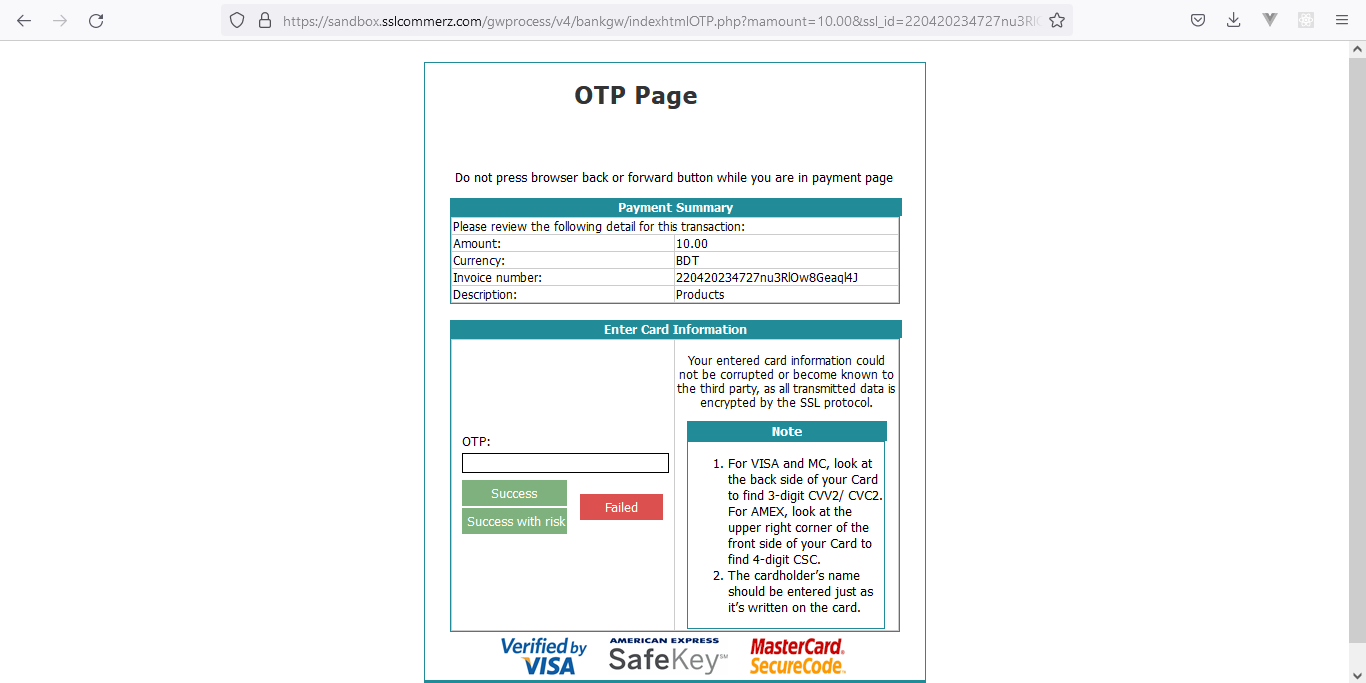 https://sandbox.sslcommerz.com/gwprocess/v4/bankgw/indexhtmlOTP.php?mamount=10.00&ssl_id=220420234727nu3RlO
OTP Page
Do not press browser back or forward button while you are in payment page
Payment Summary
Please review the following detail for this transaction:
Amount: 10.00
Currency: BDT
Invoice number: 220420234727nu3RlOw8Geaql4J
Description: Products
Enter Card Information
Your entered card information could
not be corrupted or become known to
the third party, as all transmitted data is
encrypted by the SSL protocol.
OTP:
Success
Success with risk
Failed
Note
1. For VISA and MC, look at
the back side of your Card
to find 3-digit CVV2/ CVC2.
For AMEX, look at the
upper right corner of the
front side of your Card to
find 4-digit CSC.
2. The cardholder’s name
should be entered just as
it’s written on the card.
Verified by
VISA
AMERICAN EXPRESS
SafeKey℠
MasterCard.
SecureCode.